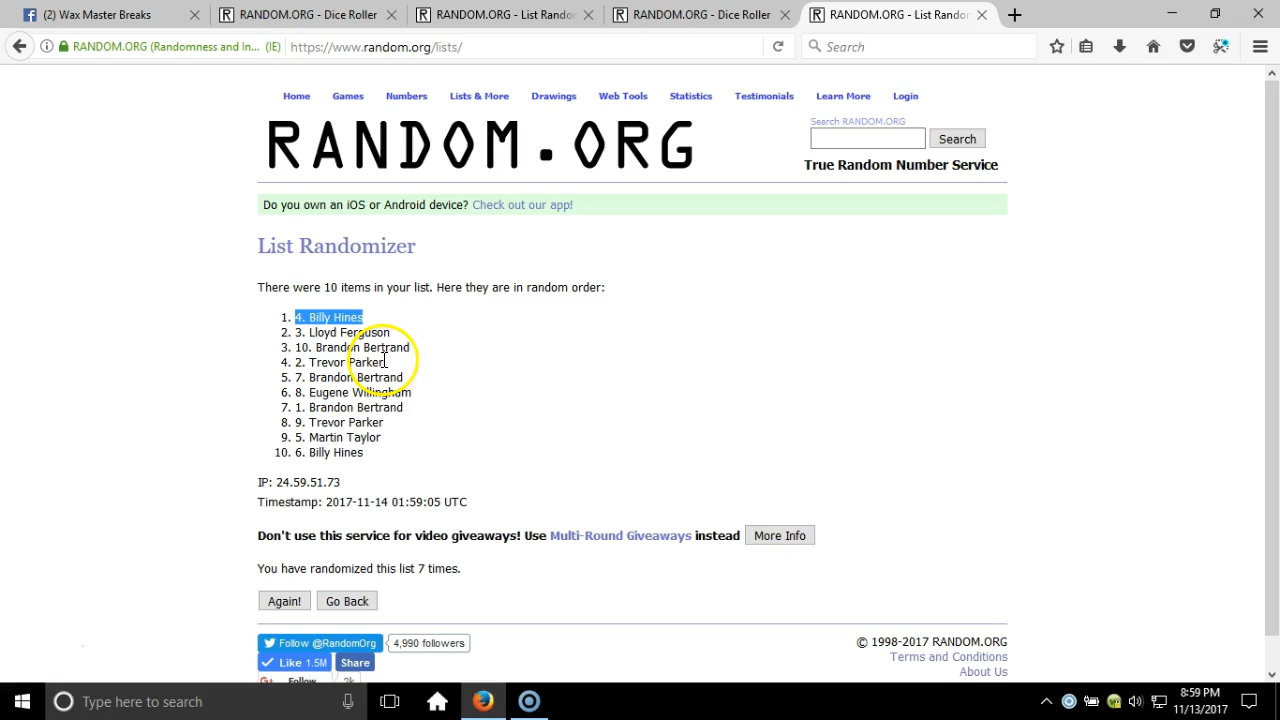 (2) Wax Master Breaks
RANDOM.ORG - Dice Roller
RANDOM.ORG - List Random
RANDOM.ORG - Dice Roller
RANDOM.ORG - List Random
RANDOM.ORG (Randomness and In... (IE)
https://www.random.org/lists/
Search
Home Games Numbers Lists & More Drawings Web Tools Statistics Testimonials Learn More Login
RANDOM.ORG
Search RANDOM.ORG
Search
True Random Number Service
Do you own an iOS or Android device? Check out our app!
List Randomizer
There were 10 items in your list. Here they are in random order:
1. 4. Billy Hines
2. 3. Lloyd Ferguson
3. 10. Brandon Bertrand
4. 2. Trevor Parker
5. 7. Brandon Bertrand
6. 8. Eugene Willingham
7. 1. Brandon Bertrand
8. 9. Trevor Parker
9. 5. Martin Taylor
10. 6. Billy Hines
IP: 24.59.51.73
Timestamp: 2017-11-14 01:59:05 UTC
Don't use this service for video giveaways! Use Multi-Round Giveaways instead More Info
You have randomized this list 7 times.
Again! Go Back
Follow @RandomOrg 4,990 followers
Like 1.5M Share
G+ Follow 2k
© 1998-2017 RANDOM.ORG
Terms and Conditions
About Us
Type here to search
8:59 PM
11/13/2017